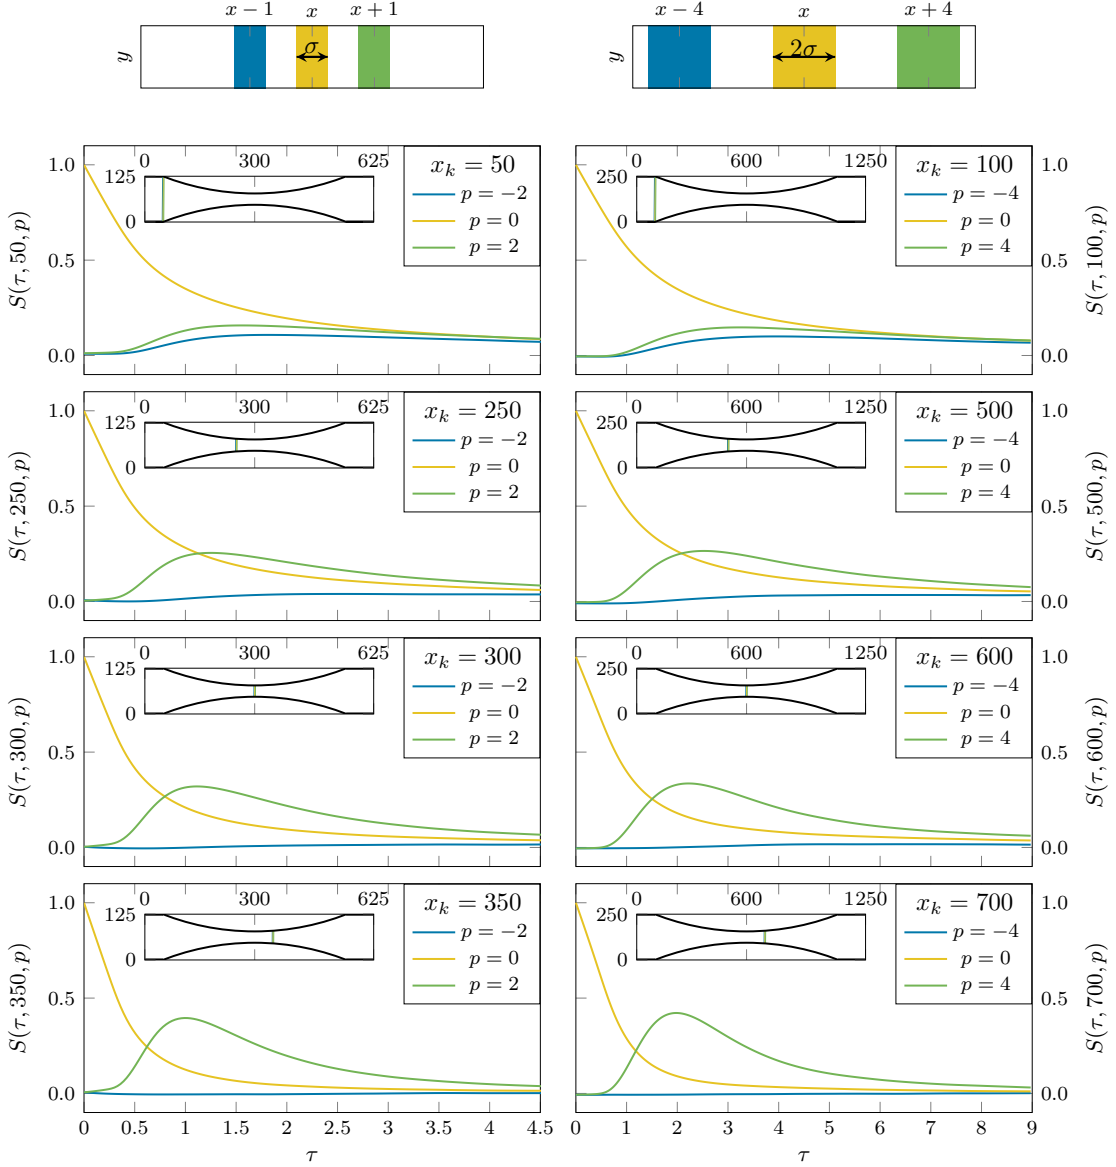 x − 1 x x + 1
y σ
x − 4 x x + 4
y 2σ
S(τ, 50, p)
1.0
0.5
0.0
0 300 625
125
0
x_k = 50
p = −2
p = 0
p = 2
0 600 1250
250
0
x_k = 100
p = −4
p = 0
p = 4
1.0
0.5
0.0
S(τ, 100, p)
S(τ, 250, p)
1.0
0.5
0.0
0 300 625
125
0
x_k = 250
p = −2
p = 0
p = 2
0 600 1250
250
0
x_k = 500
p = −4
p = 0
p = 4
1.0
0.5
0.0
S(τ, 500, p)
S(τ, 300, p)
1.0
0.5
0.0
0 300 625
125
0
x_k = 300
p = −2
p = 0
p = 2
0 600 1250
250
0
x_k = 600
p = −4
p = 0
p = 4
1.0
0.5
0.0
S(τ, 600, p)
S(τ, 350, p)
1.0
0.5
0.0
0 300 625
125
0
x_k = 350
p = −2
p = 0
p = 2
0 600 1250
250
0
x_k = 700
p = −4
p = 0
p = 4
1.0
0.5
0.0
S(τ, 700, p)
0 0.5 1 1.5 2 2.5 3 3.5 4 4.5
τ
0 1 2 3 4 5 6 7 8 9
τ